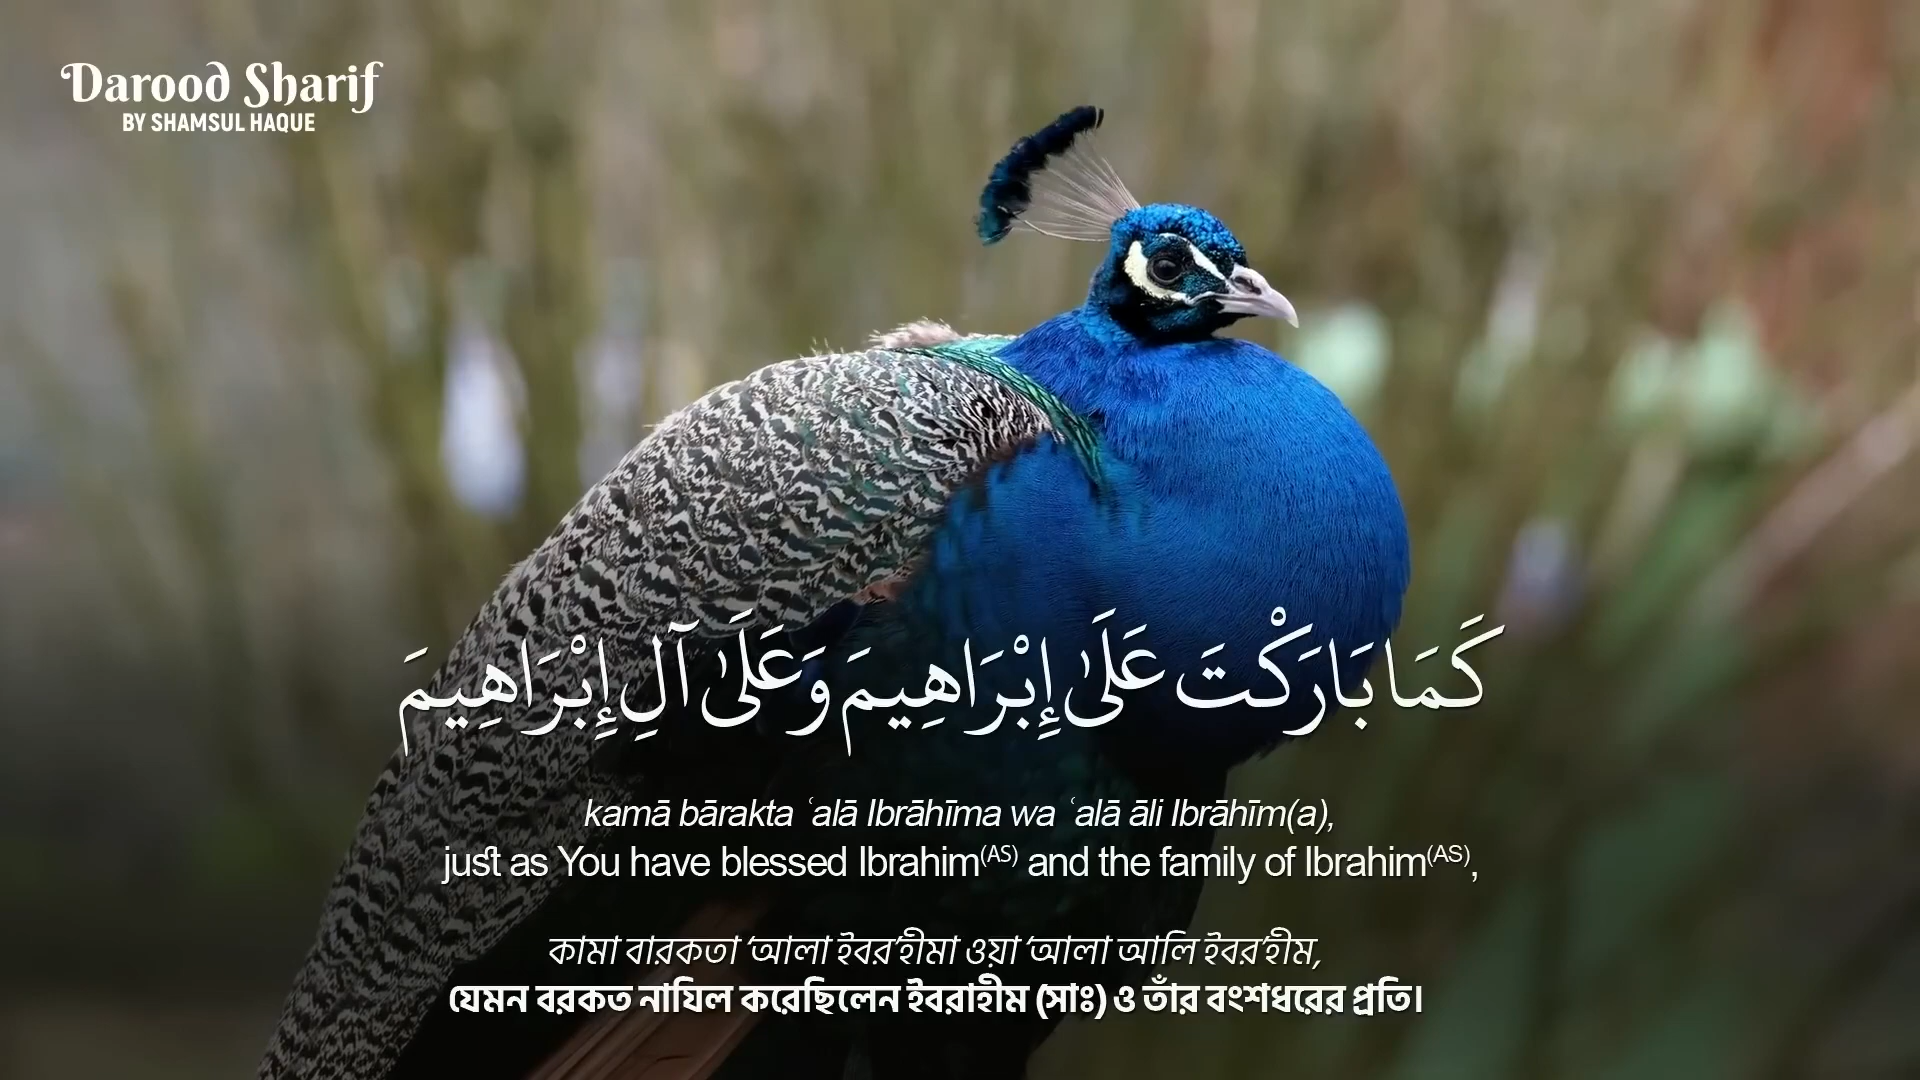 Darood Sharif
BY SHAMSUL HAQUE
كَمَا بَارَكْتَ عَلَىٰ إِبْرَاهِيمَ وَعَلَىٰ آلِ إِبْرَاهِيمَ
kamā bārakta ʿalā Ibrāhīma wa ʿalā āli Ibrāhīm(a),
just as You have blessed Ibrahim(AS) and the family of Ibrahim(AS),
কামা বারকতা ‘আলা ইবর’হীমা ওয়া ‘আলা আলি ইবর’হীম,
যেমন বরকত নাযিল করেছিলেন ইবরাহীম (সাঃ) ও তাঁর বংশধরের প্রতি।